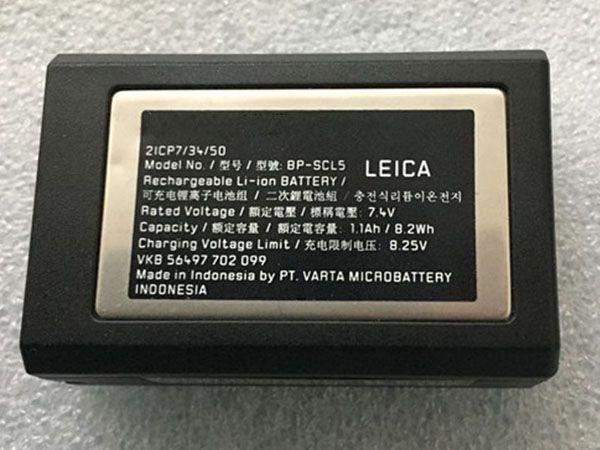 2ICP7/34/50
Model No. / 型号 / 型號: BP-SCL5
LEICA
Rechargeable Li-ion BATTERY /
可充电锂离子电池组 / 二次鋰電池組 / 충전식리튬이온전지
Rated Voltage / 额定电压 / 標稱電壓: 7.4V
Capacity / 额定容量 / 額定電容量: 1.1Ah / 8.2Wh
Charging Voltage Limit / 充电限制电压: 8.25V
VKB 56497 702 099
Made in Indonesia by PT. VARTA MICROBATTERY
INDONESIA